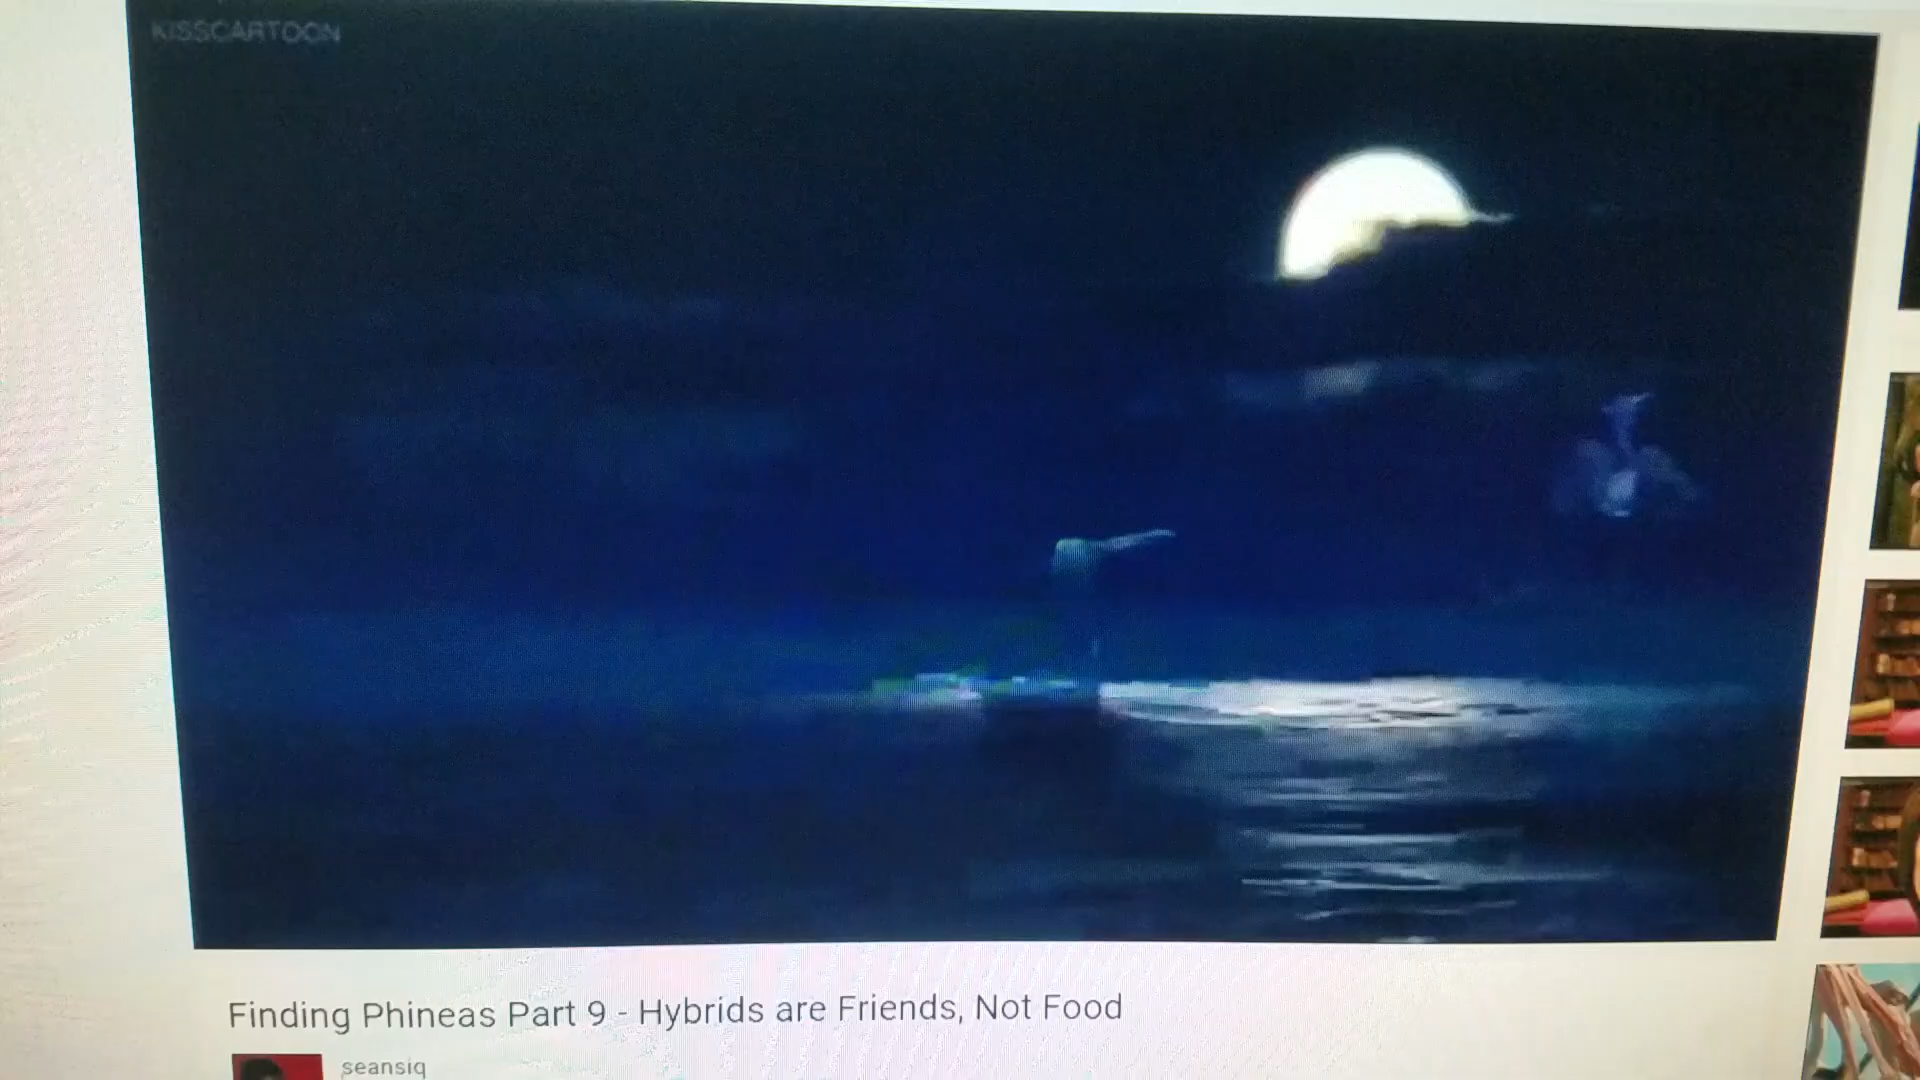 KISSCARTOON
Finding Phineas Part 9 - Hybrids are Friends, Not Food
seansiq